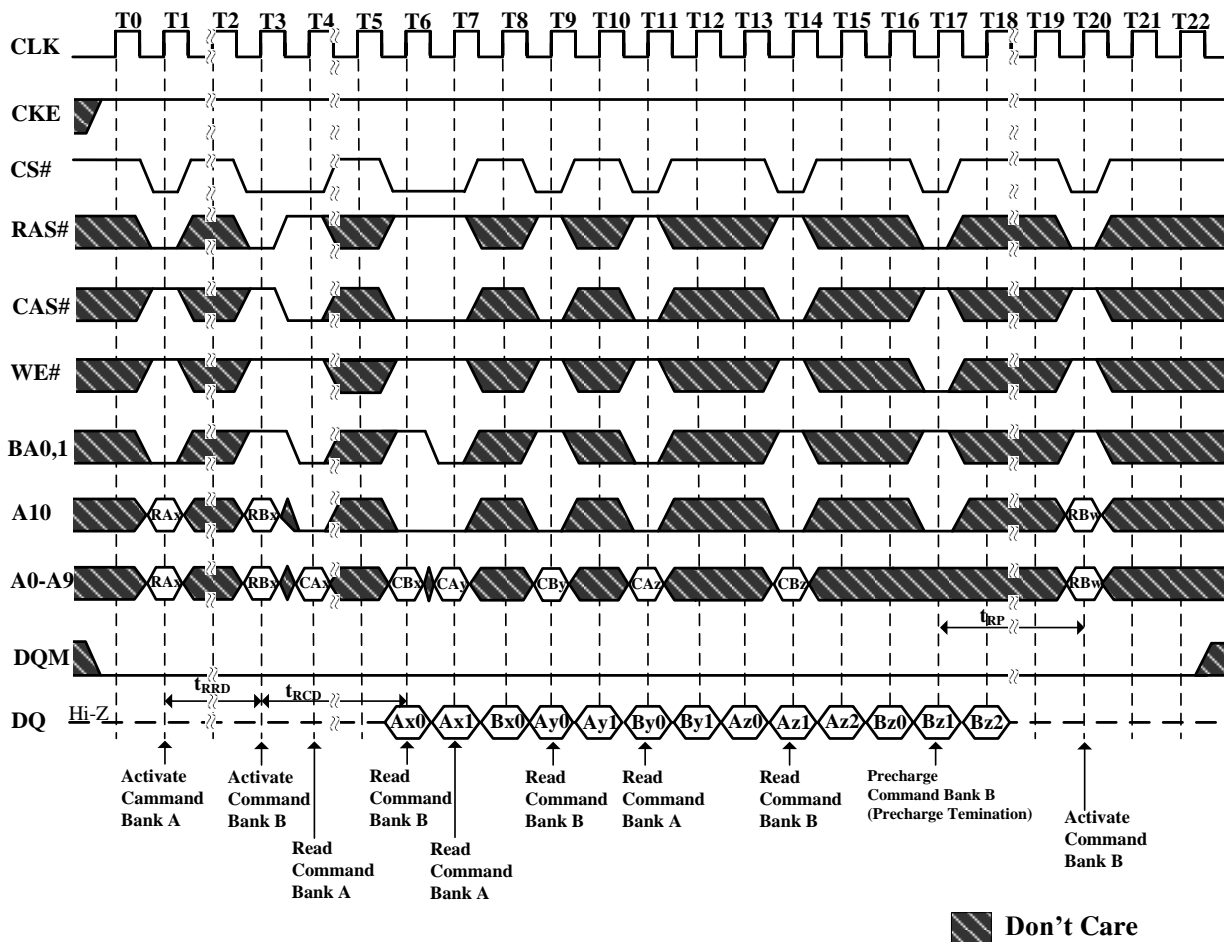 T0 T1 T2 T3 T4 T5 T6 T7 T8 T9 T10 T11 T12 T13 T14 T15 T16 T17 T18 T19 T20 T21 T22
CLK
CKE
CS#
RAS#
CAS#
WE#
BA0,1
A10 RAx RBx RBw
A0-A9 RAx RBx CAx CBx CAy CBy CAz CBz RBw
tRP
DQM
tRRD tRCD
DQ Hi-Z Ax0 Ax1 Bx0 Ay0 Ay1 By0 By1 Az0 Az1 Az2 Bz0 Bz1 Bz2
Activate
Cammand
Bank A
Activate
Command
Bank B
Read
Command
Bank A
Read
Command
Bank B
Read
Command
Bank A
Read
Command
Bank B
Read
Command
Bank A
Read
Command
Bank B
Precharge
Command Bank B
(Precharge Temination)
Activate
Command
Bank B
Don't Care